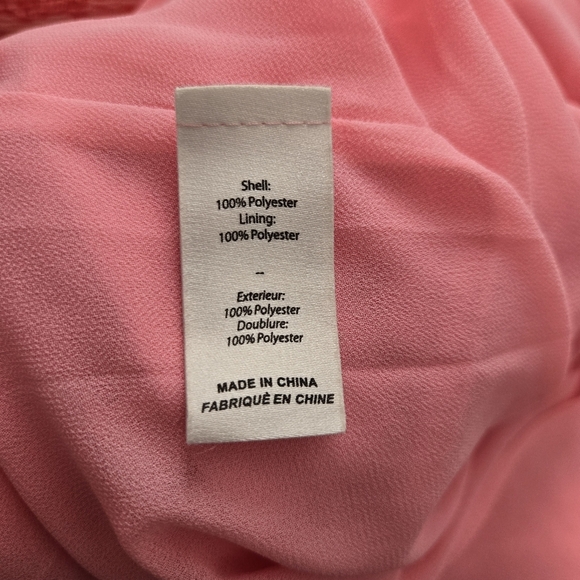 Shell:
100% Polyester
Lining:
100% Polyester
--
Exterieur:
100% Polyester
Doublure:
100% Polyester
MADE IN CHINA
FABRIQUÈ EN CHINE